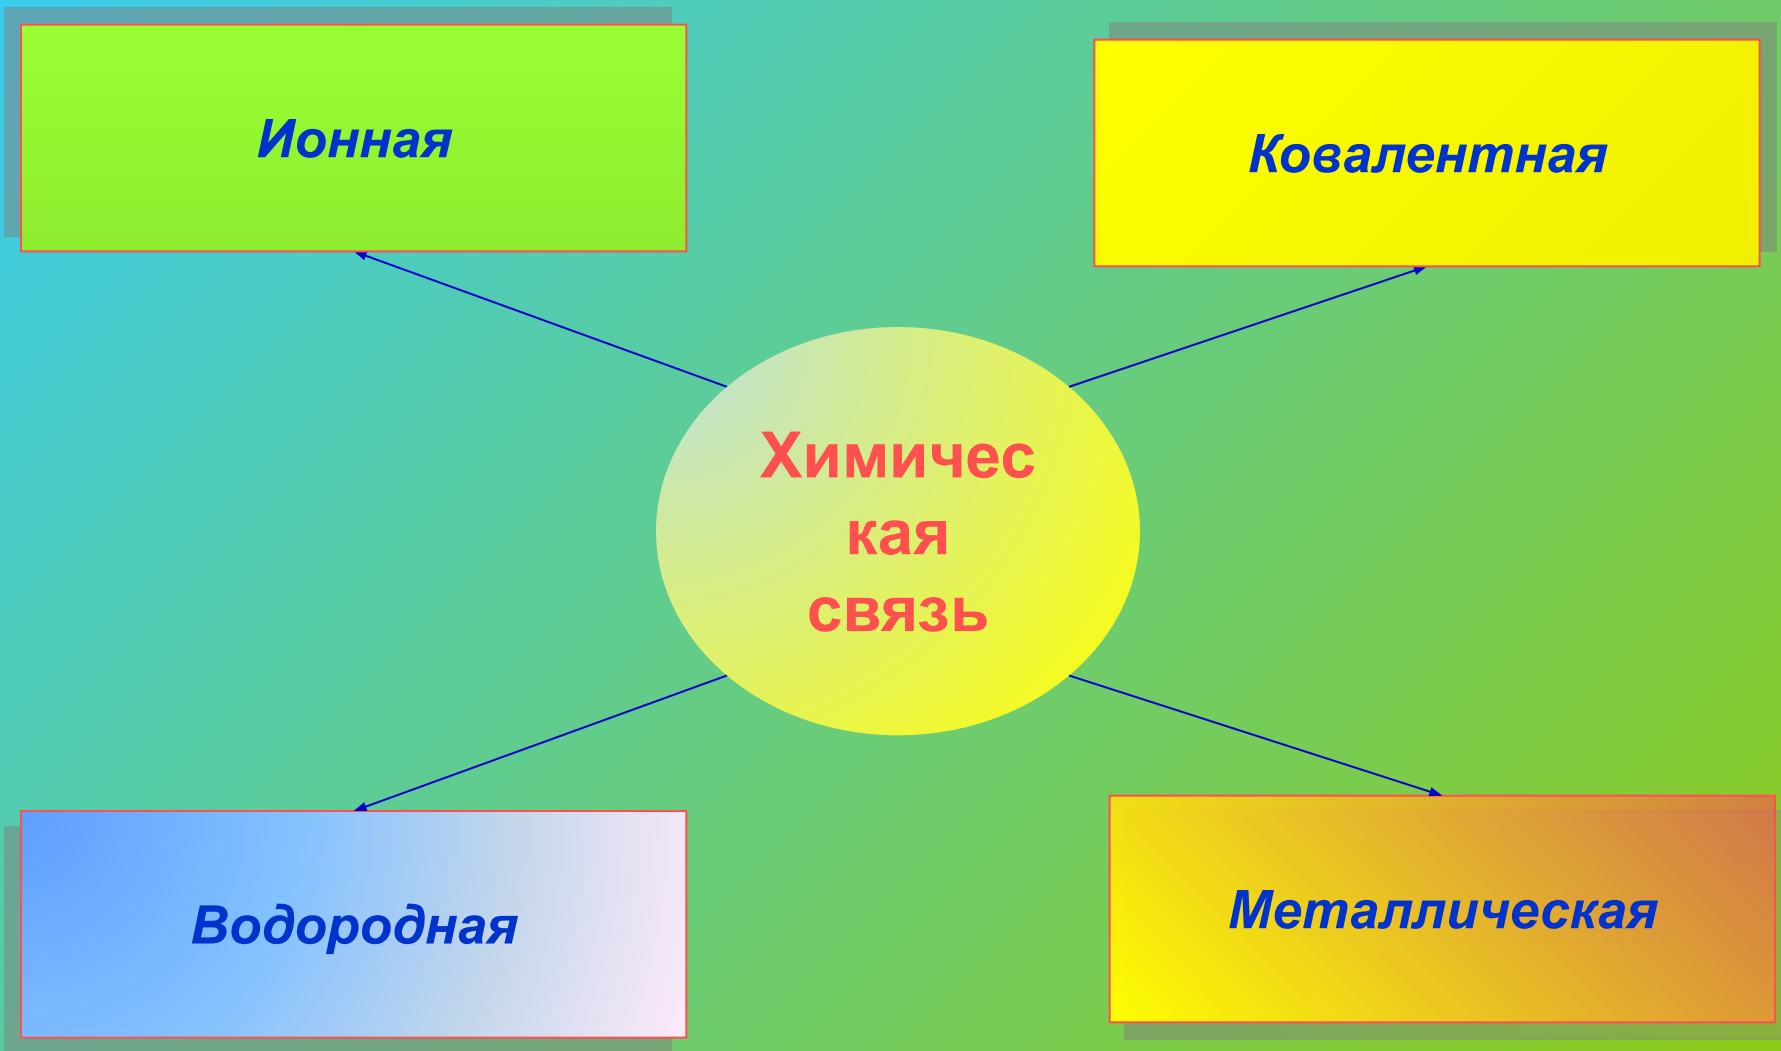 Ионная
Ковалентная
Химичес
кая
связь
Водородная
Металлическая